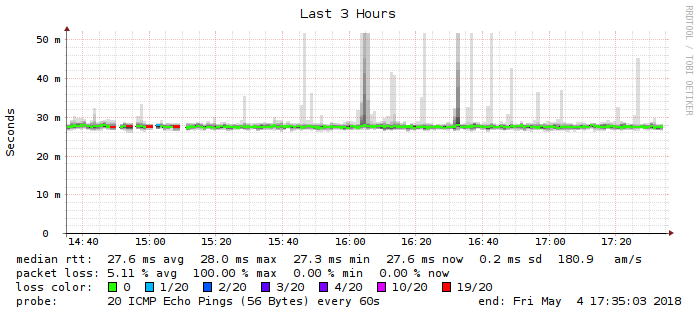 Last 3 Hours
RRDTOOL / TOBI OETIKER
Seconds
50 m
40 m
30 m
20 m
10 m
0
14:40 15:00 15:20 15:40 16:00 16:20 16:40 17:00 17:20
median rtt: 27.6 ms avg 28.0 ms max 27.3 ms min 27.6 ms now 0.2 ms sd 180.9 am/s
packet loss: 5.11 % avg 100.00 % max 0.00 % min 0.00 % now
loss color: 0 1/20 2/20 3/20 4/20 10/20 19/20
probe: 20 ICMP Echo Pings (56 Bytes) every 60s end: Fri May 4 17:35:03 2018